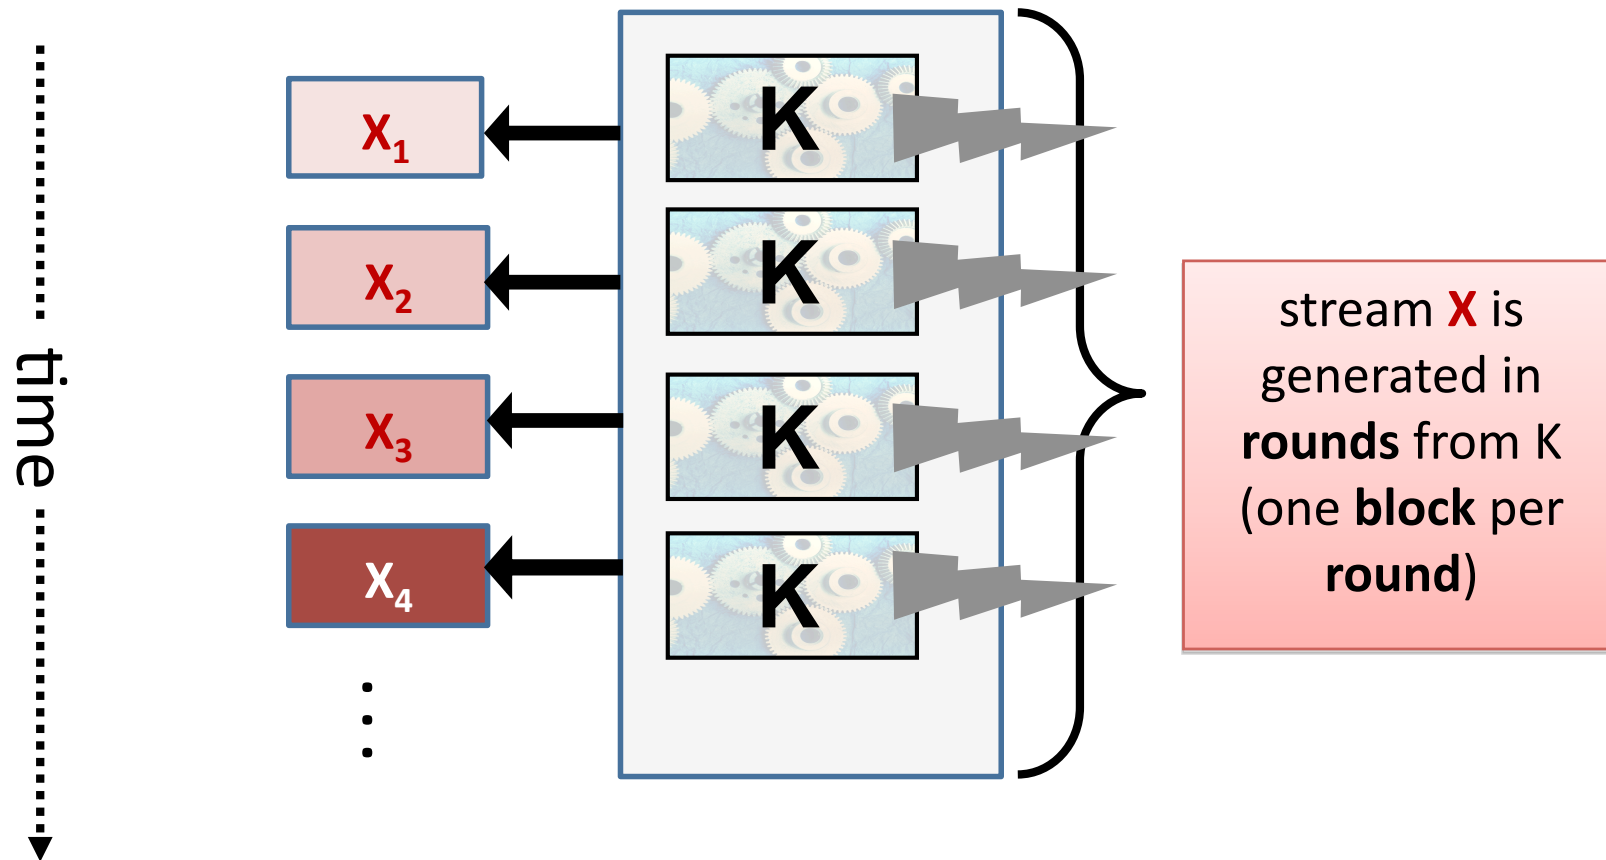 time
X1
K
X2
K
X3
K
X4
K
stream X is
generated in
rounds from K
(one block per
round)